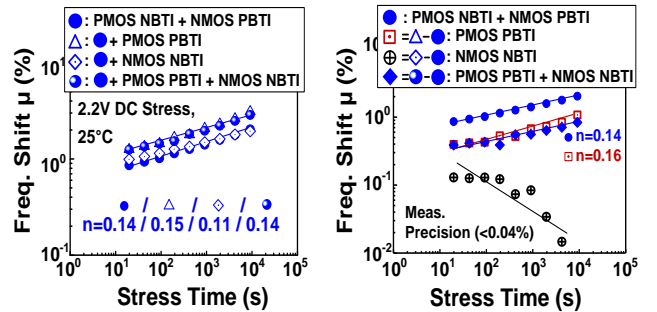 ●: PMOS NBTI + NMOS PBTI
△: ●+ PMOS PBTI
◇: ●+ NMOS NBTI
●: ●+ PMOS PBTI + NMOS NBTI
Freq. Shift μ (%)
10¹
10⁰
10⁻¹
2.2V DC Stress,
25°C
● / △ / ◇ / ●
n=0.14 / 0.15 / 0.11 / 0.14
10⁰ 10¹ 10² 10³ 10⁴ 10⁵
Stress Time (s)
●: PMOS NBTI + NMOS PBTI
□=△-●: PMOS PBTI
⊕=◇-●: NMOS NBTI
◆=●-●: PMOS PBTI + NMOS NBTI
Freq. Shift μ (%)
10¹
10⁰
10⁻¹
10⁻²
● n=0.14
□ n=0.16
Meas.
Precision (<0.04%)
10⁰ 10¹ 10² 10³ 10⁴ 10⁵
Stress Time (s)